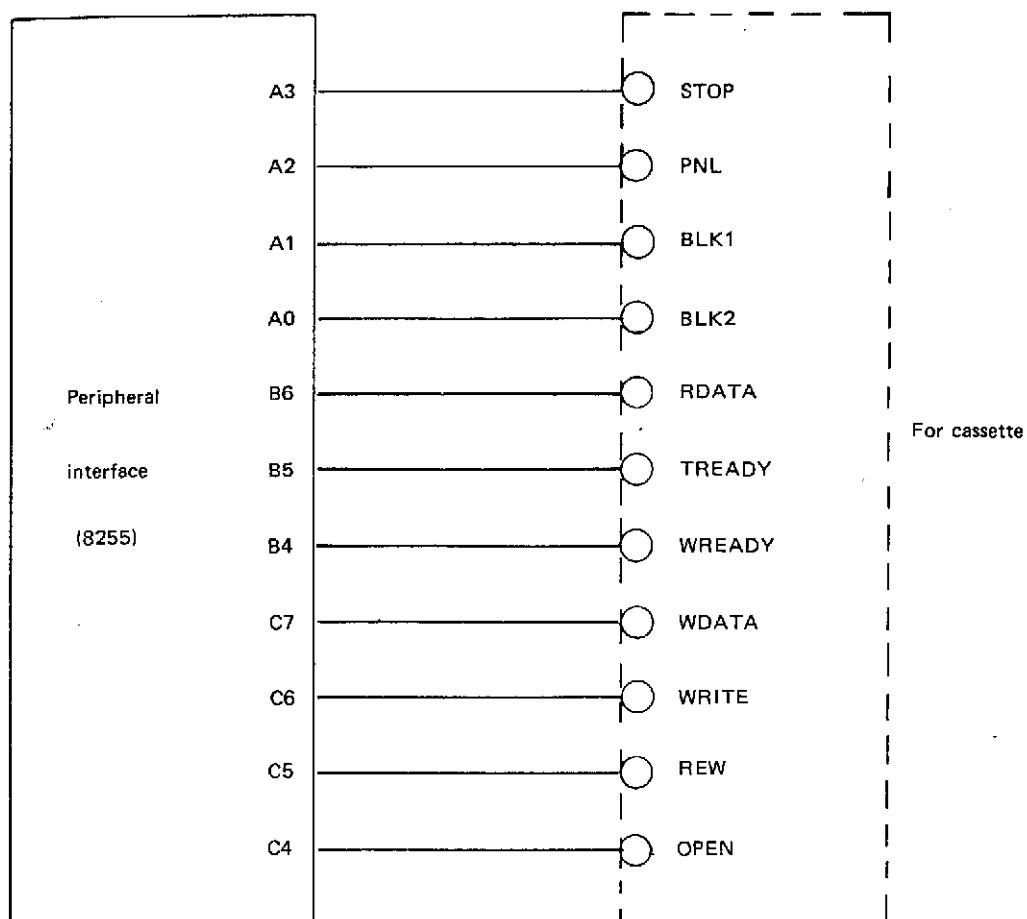 A3 STOP
A2 PNL
A1 BLK1
A0 BLK2
Peripheral
interface
(8255)
B6 RDATA
B5 TREADY
B4 WREADY
C7 WDATA
C6 WRITE
C5 REW
C4 OPEN
For cassette